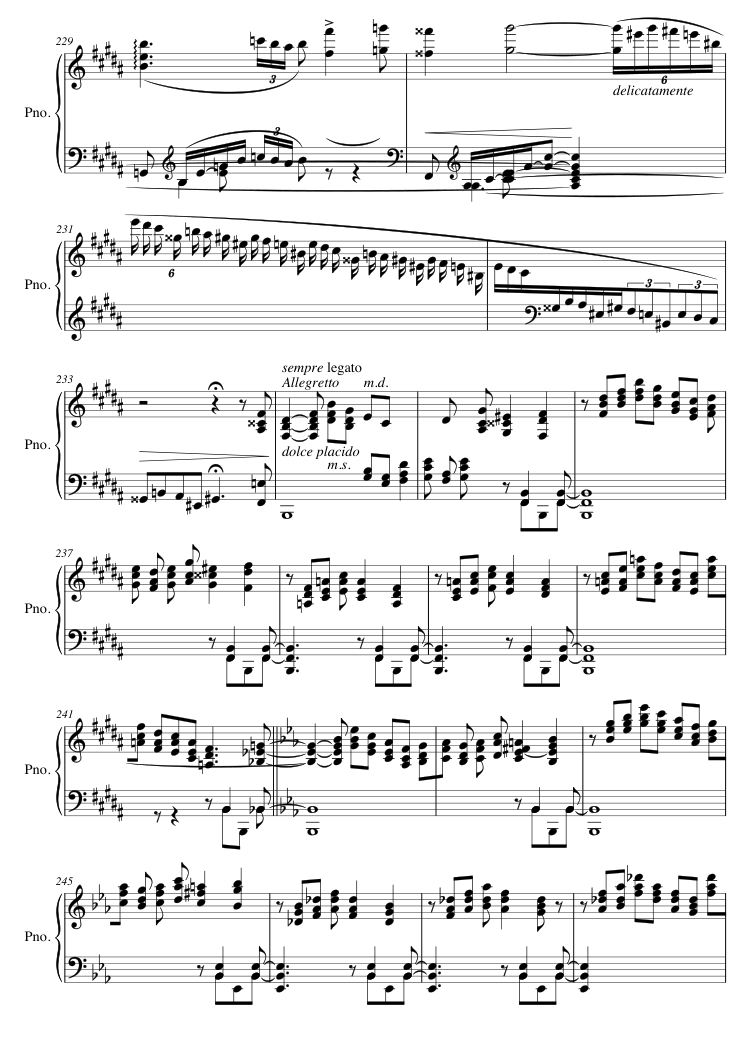 229
3
6
delicatamente
Pno.
3
231
6
3
3
Pno.
sempre legato
233
Allegretto
m.d.
Pno.
dolce placido
m.s.
237
Pno.
241
Pno.
245
Pno.